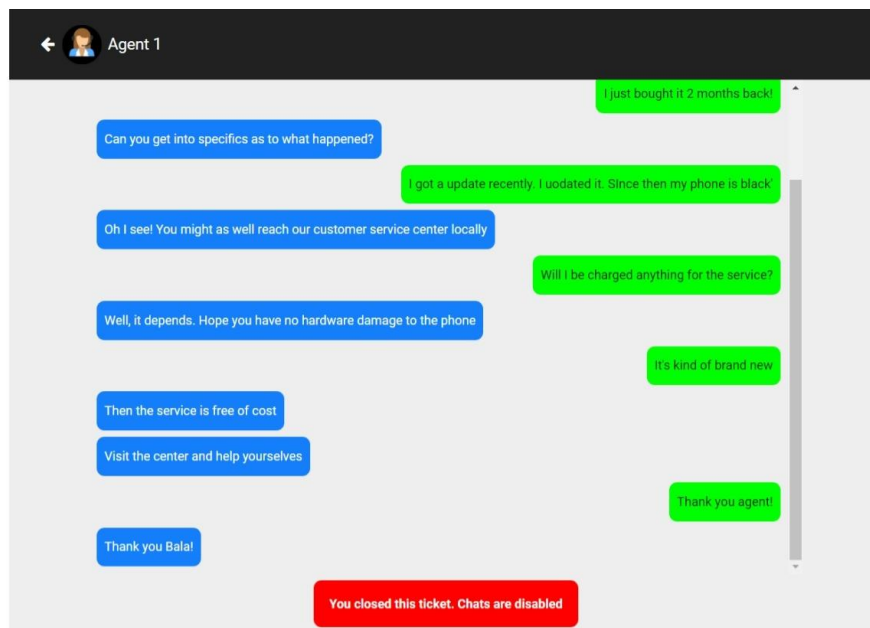 Agent 1
I just bought it 2 months back!
Can you get into specifics as to what happened?
I got a update recently. I uodated it. SInce then my phone is black'
Oh I see! You might as well reach our customer service center locally
Will I be charged anything for the service?
Well, it depends. Hope you have no hardware damage to the phone
It's kind of brand new
Then the service is free of cost
Visit the center and help yourselves
Thank you agent!
Thank you Bala!
You closed this ticket. Chats are disabled